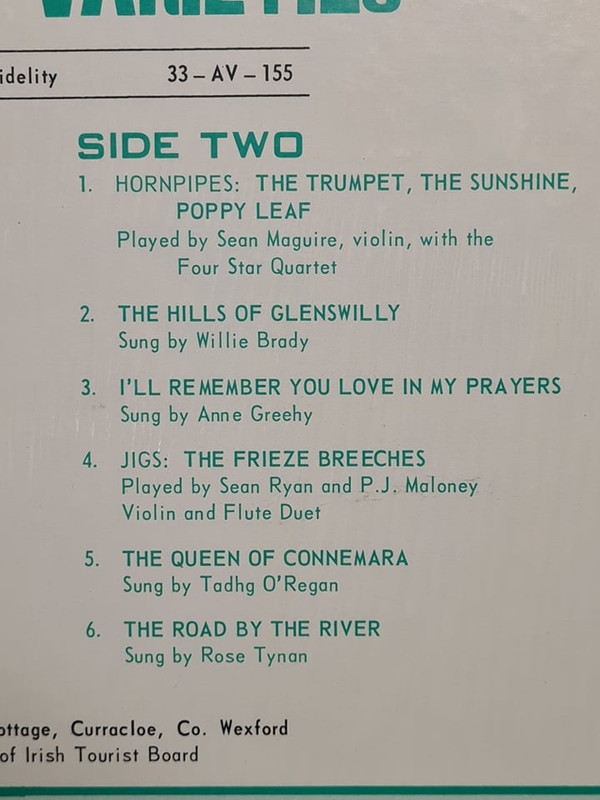 VARIETIES
idelity 33 – AV – 155
SIDE TWO
1. HORNPIPES: THE TRUMPET, THE SUNSHINE,
POPPY LEAF
Played by Sean Maguire, violin, with the
Four Star Quartet
2. THE HILLS OF GLENSWILLY
Sung by Willie Brady
3. I'LL REMEMBER YOU LOVE IN MY PRAYERS
Sung by Anne Greehy
4. JIGS: THE FRIEZE BREECHES
Played by Sean Ryan and P.J. Maloney
Violin and Flute Duet
5. THE QUEEN OF CONNEMARA
Sung by Tadhg O'Regan
6. THE ROAD BY THE RIVER
Sung by Rose Tynan
ottage, Curracloe, Co. Wexford
of Irish Tourist Board